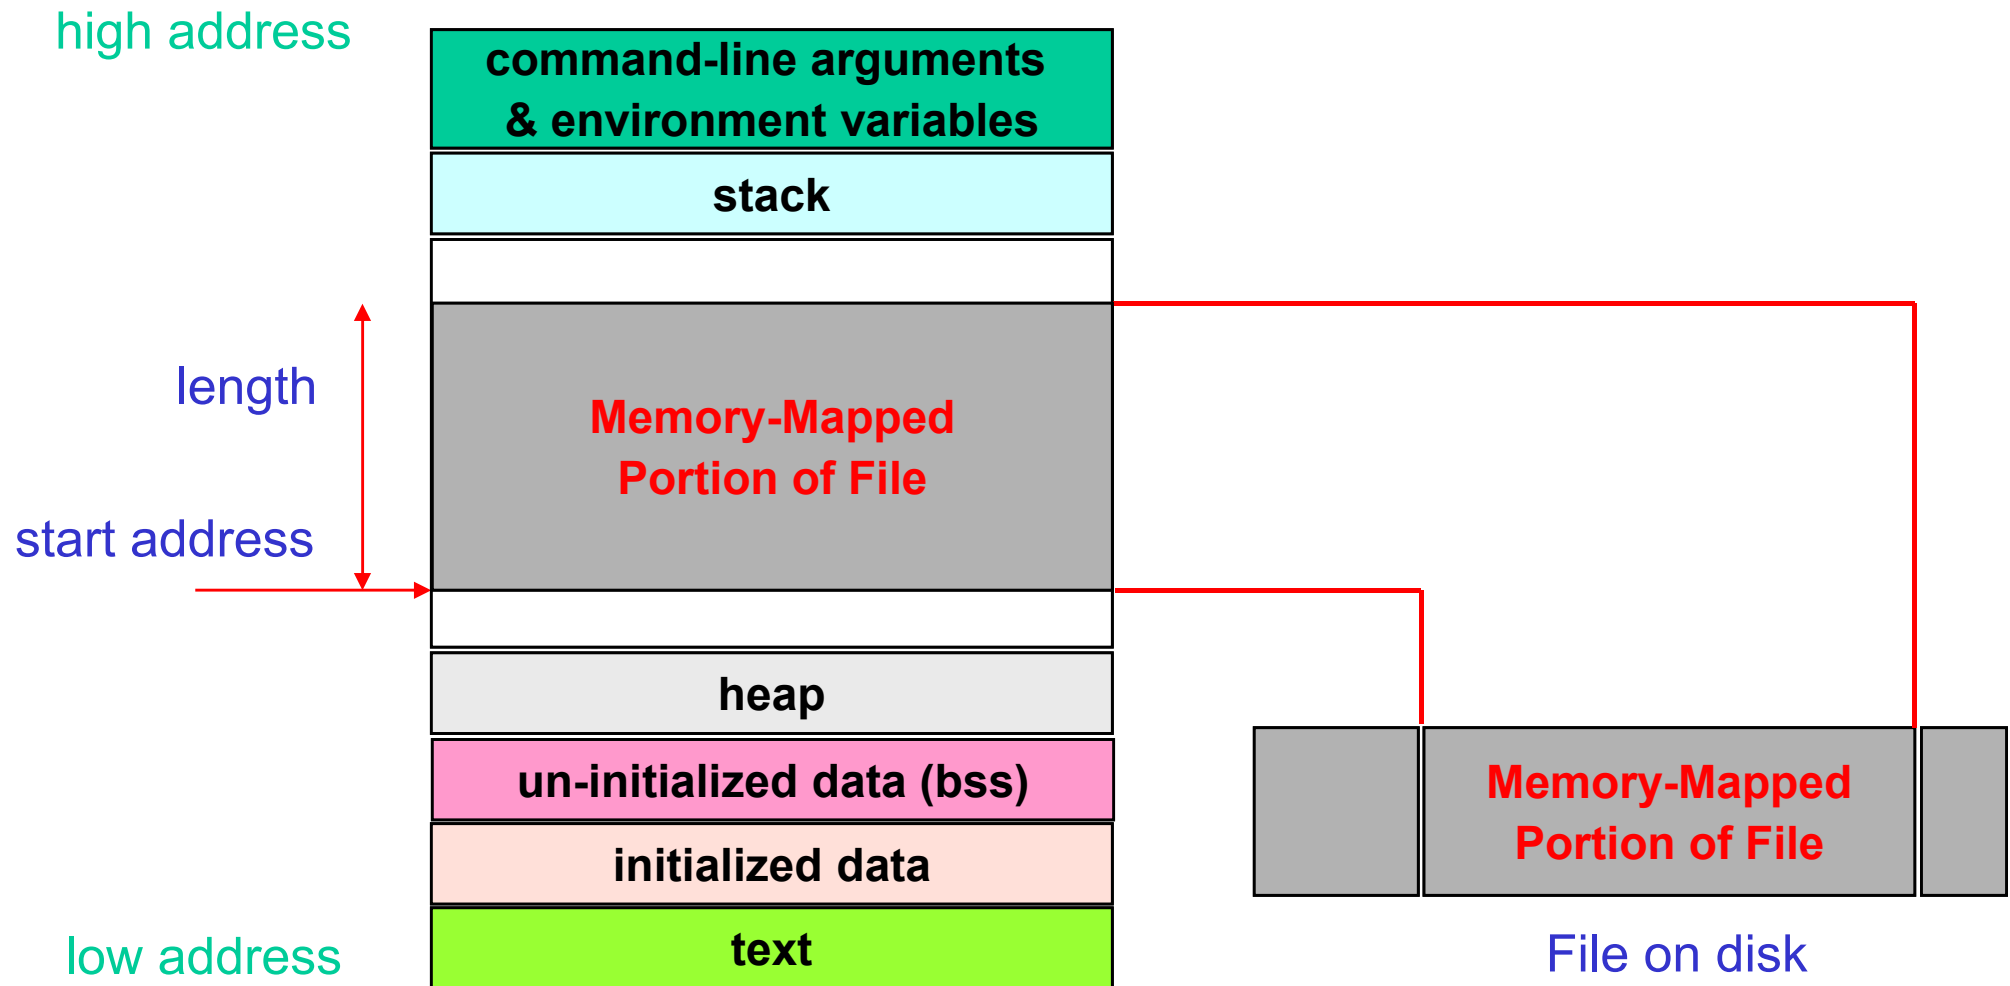 high address
command-line arguments
& environment variables
stack
length
Memory-Mapped
Portion of File
start address
heap
un-initialized data (bss)
Memory-Mapped
Portion of File
initialized data
low address
text
File on disk